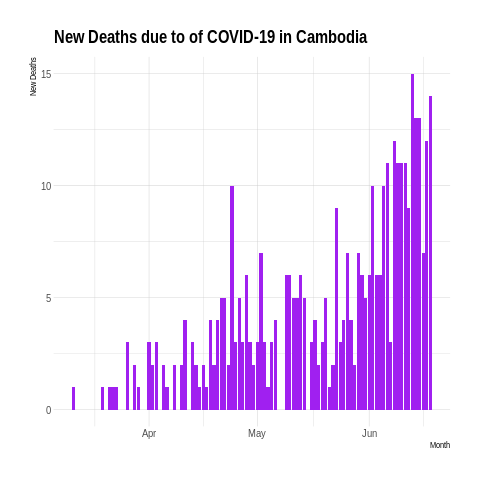 New Deaths due to of COVID-19 in Cambodia
New Deaths
15
10
5
0
Apr
May
Jun
Month